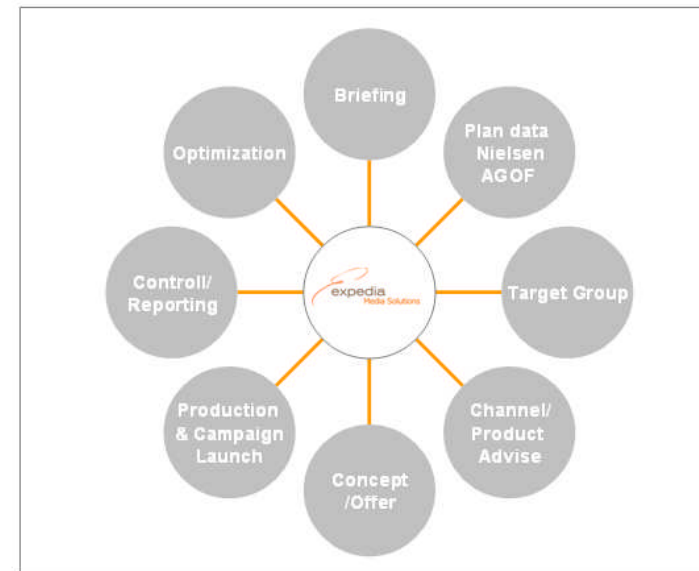 Briefing
Plan data
Nielsen
AGOF
Target Group
Channel/
Product
Advise
Concept
/Offer
Production
& Campaign
Launch
Controll/
Reporting
Optimization
expedia
Media Solutions